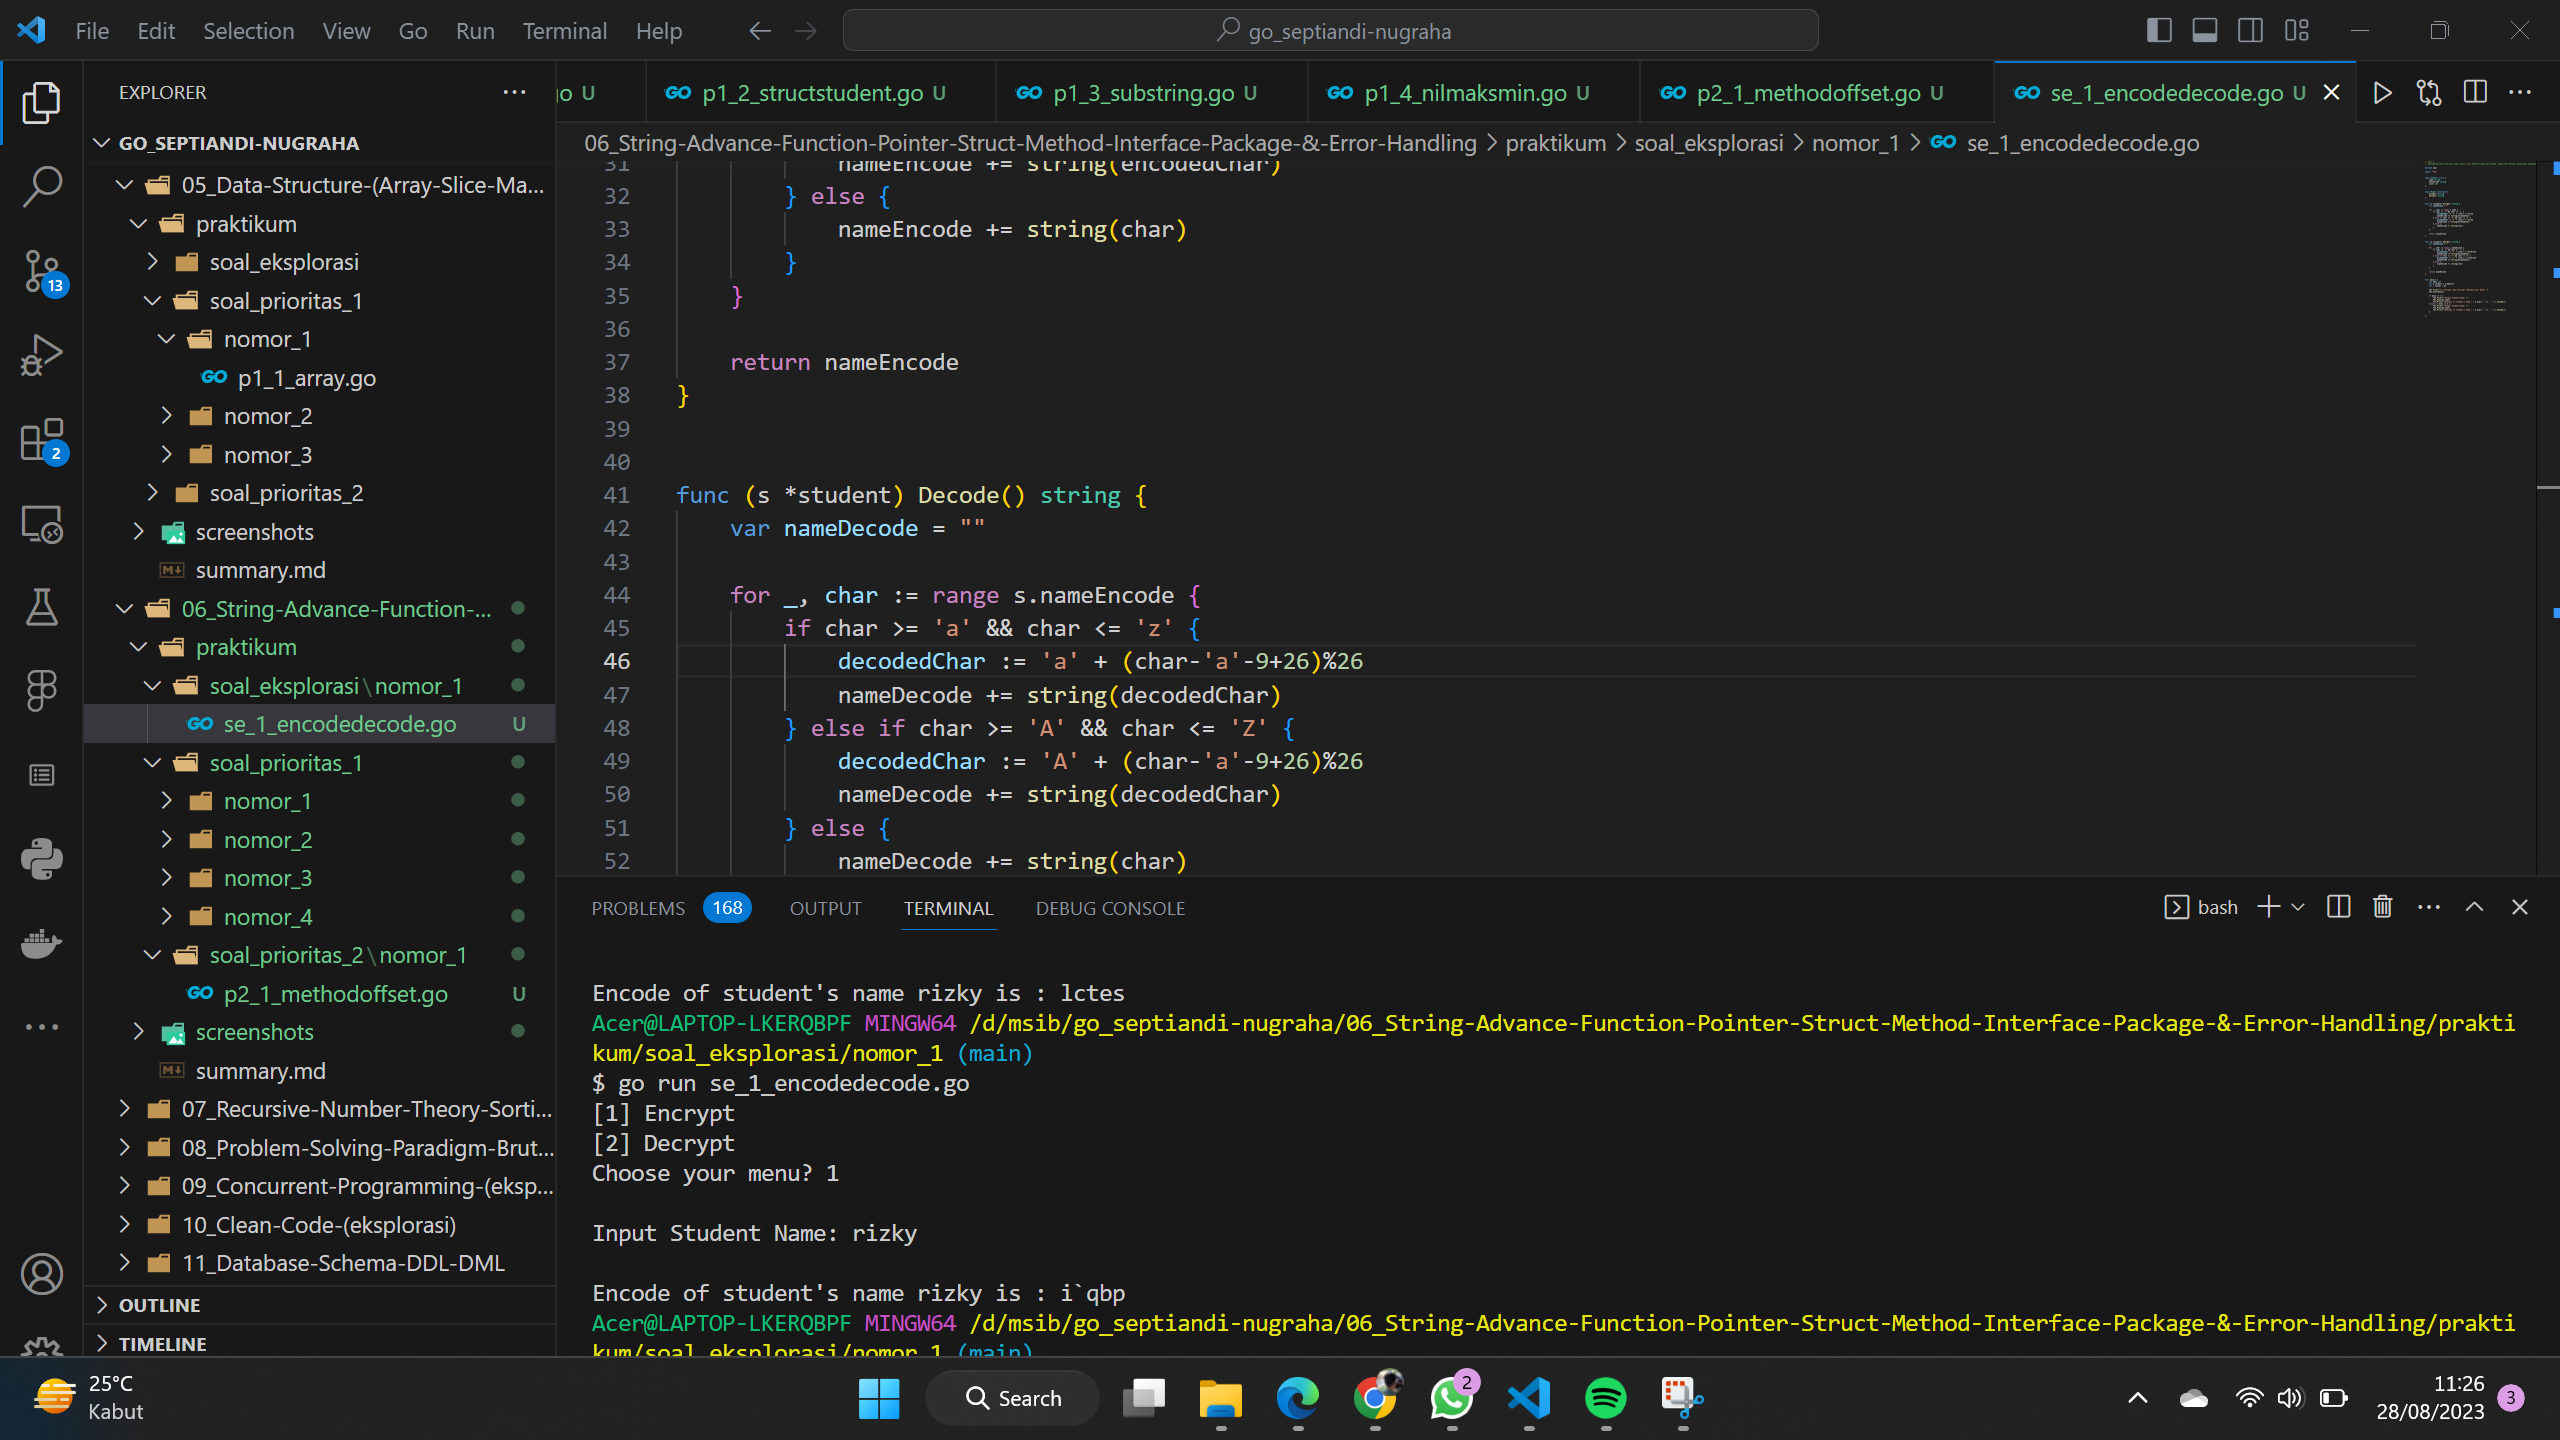 File Edit Selection View Go Run Terminal Help
go_septiandi-nugraha
EXPLORER
GO_SEPTIANDI-NUGRAHA
05_Data-Structure-(Array-Slice-Ma...
praktikum
soal_eksplorasi
soal_prioritas_1
nomor_1
p1_1_array.go
nomor_2
nomor_3
soal_prioritas_2
screenshots
summary.md
06_String-Advance-Function-...
praktikum
soal_eksplorasi\nomor_1
se_1_encodedecode.go U
soal_prioritas_1
nomor_1
nomor_2
nomor_3
nomor_4
soal_prioritas_2\nomor_1
p2_1_methodoffset.go U
screenshots
summary.md
07_Recursive-Number-Theory-Sorti...
08_Problem-Solving-Paradigm-Brut...
09_Concurrent-Programming-(eksp...
10_Clean-Code-(eksplorasi)
11_Database-Schema-DDL-DML
OUTLINE
TIMELINE
13
2
go U p1_2_structstudent.go U p1_3_substring.go U p1_4_nilmaksmin.go U p2_1_methodoffset.go U se_1_encodedecode.go U
06_String-Advance-Function-Pointer-Struct-Method-Interface-Package-&-Error-Handling > praktikum > soal_eksplorasi > nomor_1 > se_1_encodedecode.go
31 nameEncode += string(encodedChar)
32 } else {
33 nameEncode += string(char)
34 }
35 }
36
37 return nameEncode
38 }
39
40
41 func (s *student) Decode() string {
42 var nameDecode = ""
43
44 for _, char := range s.nameEncode {
45 if char >= 'a' && char <= 'z' {
46 decodedChar := 'a' + (char-'a'-9+26)%26
47 nameDecode += string(decodedChar)
48 } else if char >= 'A' && char <= 'Z' {
49 decodedChar := 'A' + (char-'a'-9+26)%26
50 nameDecode += string(decodedChar)
51 } else {
52 nameDecode += string(char)
PROBLEMS 168 OUTPUT TERMINAL DEBUG CONSOLE
bash
Encode of student's name rizky is : lctes
Acer@LAPTOP-LKERQBPF MINGW64 /d/msib/go_septiandi-nugraha/06_String-Advance-Function-Pointer-Struct-Method-Interface-Package-&-Error-Handling/prakti
kum/soal_eksplorasi/nomor_1 (main)
$ go run se_1_encodedecode.go
[1] Encrypt
[2] Decrypt
Choose your menu? 1
Input Student Name: rizky
Encode of student's name rizky is : i`qbp
Acer@LAPTOP-LKERQBPF MINGW64 /d/msib/go_septiandi-nugraha/06_String-Advance-Function-Pointer-Struct-Method-Interface-Package-&-Error-Handling/prakti
kum/soal_eksplorasi/nomor_1 (main)
25°C
Kabut
Search
2
11:26
28/08/2023
3